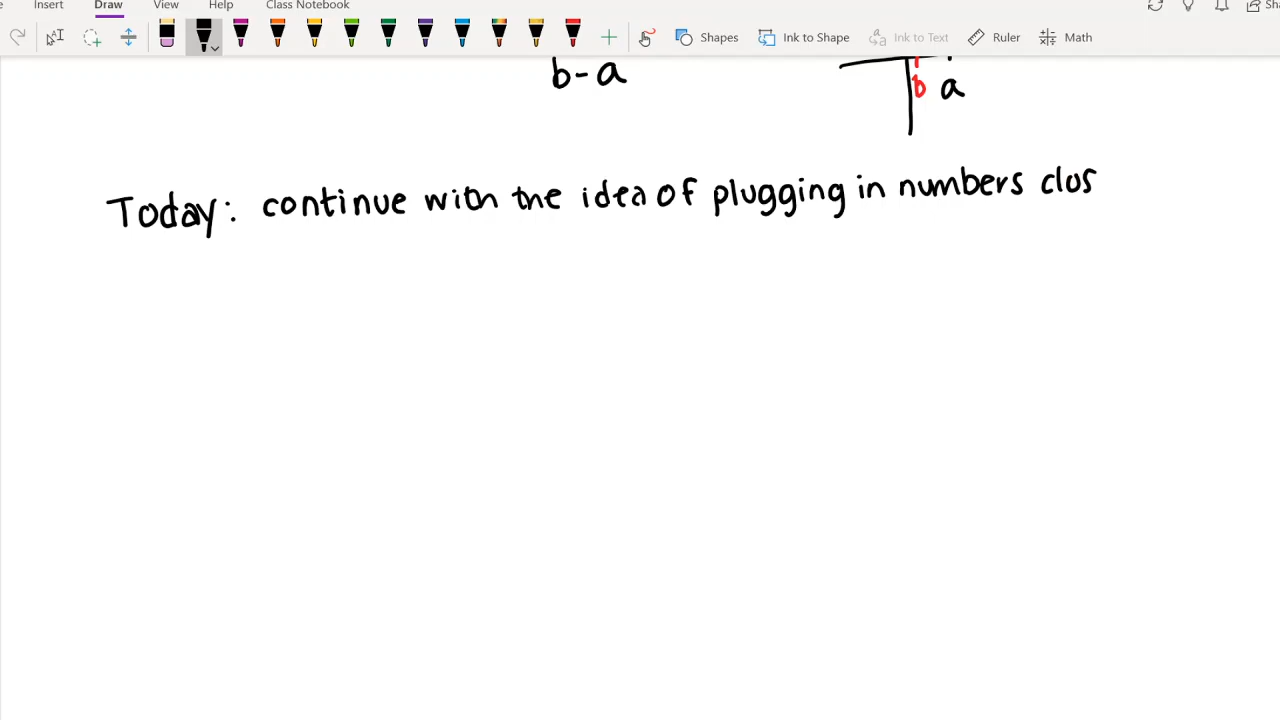 Insert Draw View Help Class Notebook
Shapes Ink to Shape Ink to Text Ruler Math
b-a
b a
Today: continue with the idea of plugging in numbers clos